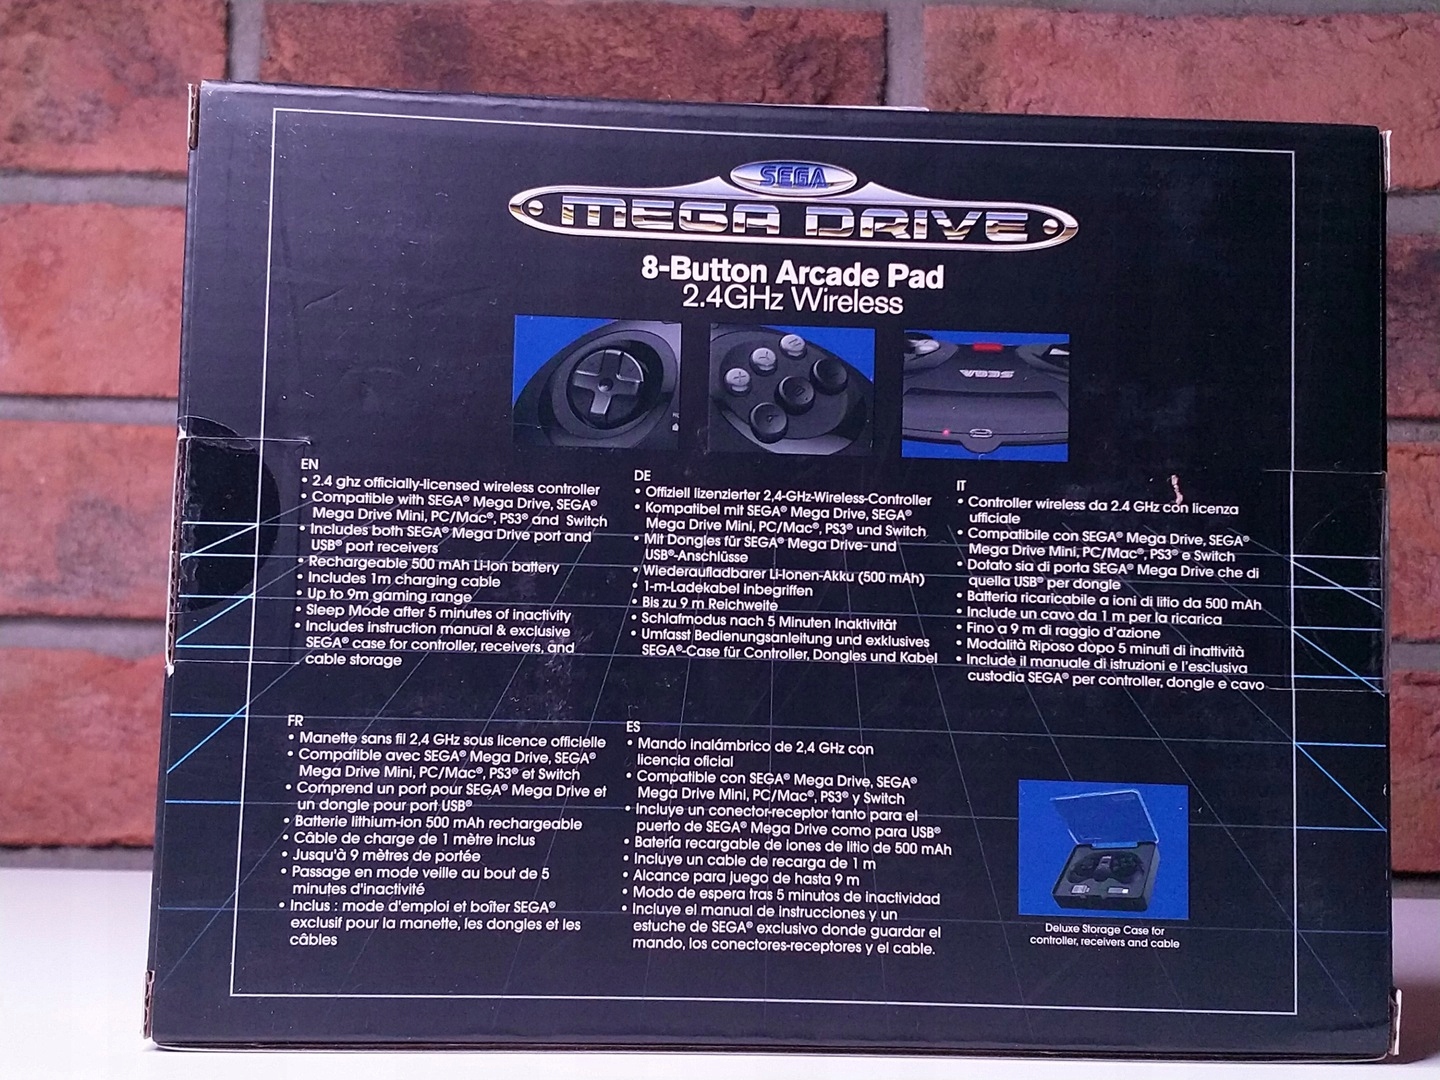 SEGA
MEGA DRIVE
8-Button Arcade Pad
2.4GHz Wireless
SEGA
EN
• 2.4 ghz officially-licensed wireless controller
• Compatible with SEGA® Mega Drive, SEGA®
Mega Drive Mini, PC/Mac®, PS3® and Switch
• Includes both SEGA® Mega Drive port and
USB® port receivers
• Rechargeable 500 mAh Li-Ion battery
• Includes 1m charging cable
• Up to 9m gaming range
• Sleep Mode after 5 minutes of inactivity
• Includes instruction manual & exclusive
SEGA® case for controller, receivers, and
cable storage
DE
• Offiziell lizenzierter 2,4-GHz-Wireless-Controller
• Kompatibel mit SEGA® Mega Drive, SEGA®
Mega Drive Mini, PC/Mac®, PS3® und Switch
• Mit Dongles für SEGA® Mega Drive- und
USB®-Anschlüsse
• Wiederaufladbarer Li-Ionen-Akku (500 mAh)
• 1-m-Ladekabel inbegriffen
• Bis zu 9 m Reichweite
• Schlafmodus nach 5 Minuten Inaktivität
• Umfasst Bedienungsanleitung und exklusives
SEGA®-Case für Controller, Dongles und Kabel
IT
• Controller wireless da 2.4 GHz con licenza
ufficiale
• Compatibile con SEGA® Mega Drive, SEGA®
Mega Drive Mini, PC/Mac®, PS3® e Switch
• Dotato sia di porta SEGA® Mega Drive che di
quella USB® per dongle
• Batteria ricaricabile a ioni di litio da 500 mAh
• Include un cavo da 1 m per la ricarica
• Fino a 9 m di raggio d'azione
• Modalità Riposo dopo 5 minuti di inattività
• Include il manuale di istruzioni e l'esclusiva
custodia SEGA® per controller, dongle e cavo
FR
• Manette sans fil 2,4 GHz sous licence officielle
• Compatible avec SEGA® Mega Drive, SEGA®
Mega Drive Mini, PC/Mac®, PS3® et Switch
• Comprend un port pour SEGA® Mega Drive et
un dongle pour port USB®
• Batterie lithium-ion 500 mAh rechargeable
• Câble de charge de 1 mètre inclus
• Jusqu'à 9 mètres de portée
• Passage en mode veille au bout de 5
minutes d'inactivité
• Inclus : mode d'emploi et boîter SEGA®
exclusif pour la manette, les dongles et les
câbles
ES
• Mando inalámbrico de 2,4 GHz con
licencia oficial
• Compatible con SEGA® Mega Drive, SEGA®
Mega Drive Mini, PC/Mac®, PS3® y Switch
• Incluye un conector-receptor tanto para el
puerto de SEGA® Mega Drive como para USB®
• Batería recargable de iones de litio de 500 mAh
• Incluye un cable de recarga de 1 m
• Alcance para juego de hasta 9 m
• Modo de espera tras 5 minutos de inactividad
• Incluye el manual de instrucciones y un
estuche de SEGA® exclusivo donde guardar el
mando, los conectores-receptores y el cable.
Deluxe Storage Case for
controller, receivers and cable